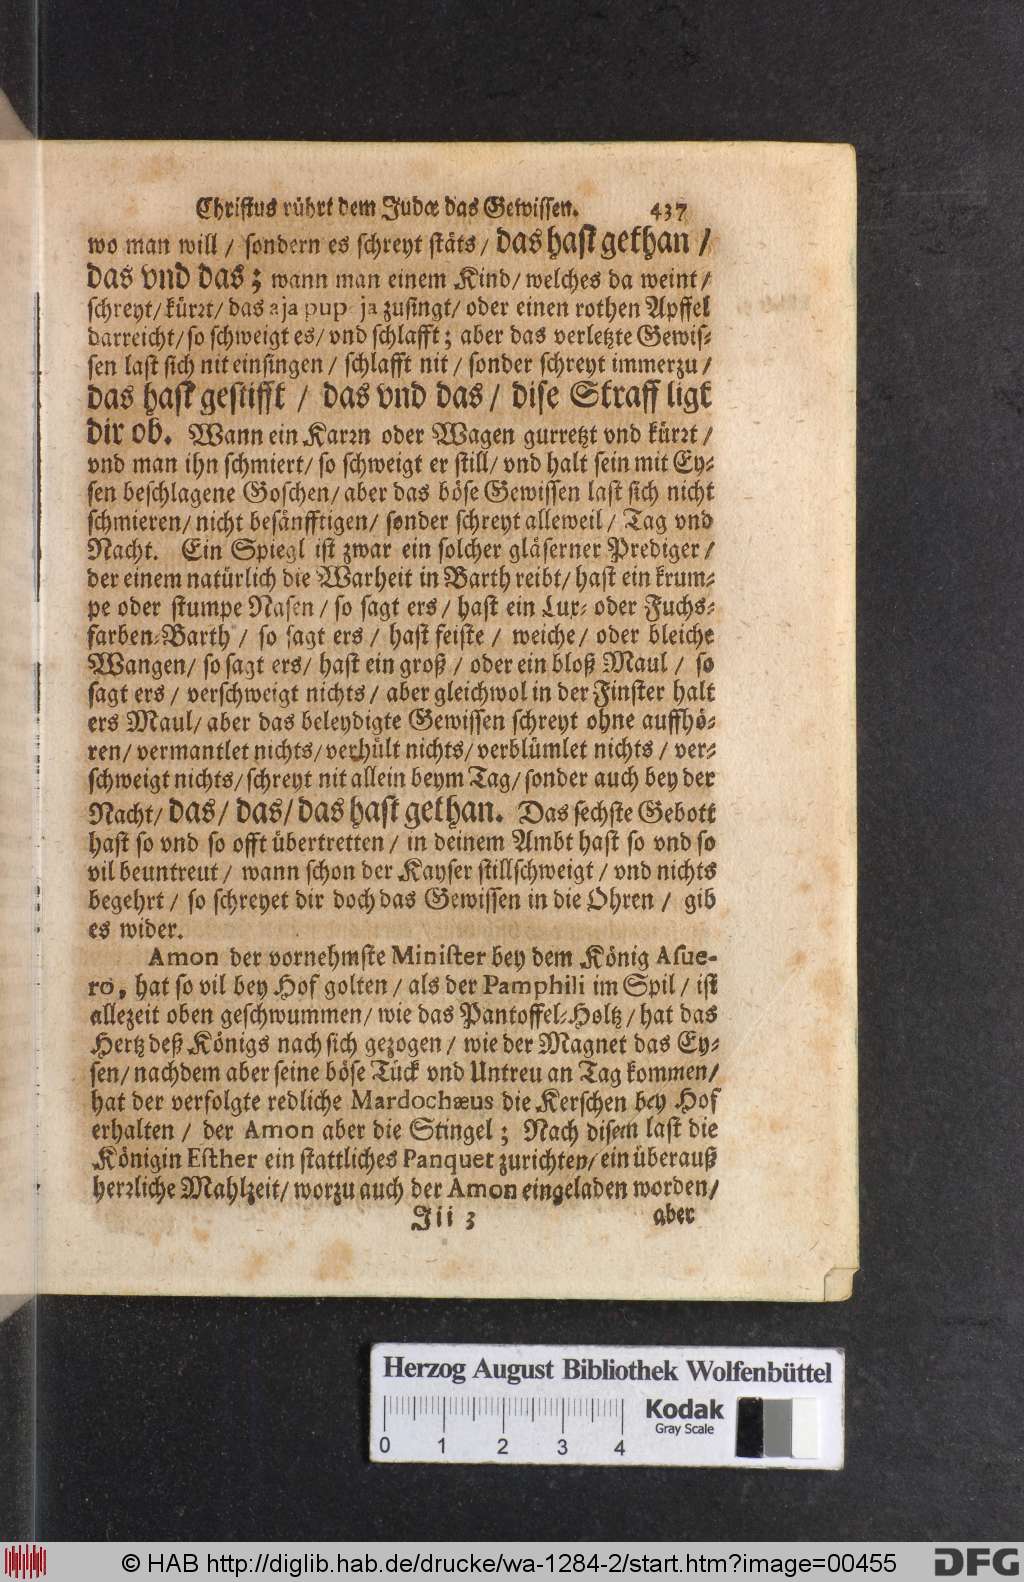 Christus rührt dem Judæ das Gewissen. 437
wo man will / sondern es schreyt stäts / das hast gethan /
das vnd das ; wann man einem Kind / welches da weint /
schreyt / kürrt / das aja pup ja zusingt / oder einen rothen Apffel
darreicht / so schweigt es / vnd schlafft ; aber das verletzte Gewis-
sen last sich nit einsingen / schlafft nit / sonder schreyt immerzu /
das hast gestifft / das vnd das / dise Straff ligt
dir ob. Wann ein Karrn oder Wagen gurretzt vnd kürrt /
vnd man ihn schmiert / so schweigt er still / vnd halt sein mit Ey-
sen beschlagene Goschen / aber das böse Gewissen last sich nicht
schmieren / nicht besänfftigen / sonder schreyt alleweil / Tag vnd
Nacht. Ein Spiegl ist zwar ein solcher gläserner Prediger /
der einem natürlich die Warheit in Barth reibt / hast ein krum-
pe oder stumpe Nasen / so sagt ers / hast ein Lux- oder Fuchs-
farben-Barth / so sagt ers / hast feiste / weiche / oder bleiche
Wangen / so sagt ers / hast ein groß / oder ein bloß Maul / so
sagt ers / verschweigt nichts / aber gleichwol in der Finster halt
ers Maul / aber das beleydigte Gewissen schreyt ohne auffhö-
ren / vermantlet nichts / verhült nichts / verblümlet nichts / ver-
schweigt nichts / schreyt nit allein beym Tag / sonder auch bey der
Nacht / das / das / das hast gethan. Das sechste Gebott
hast so vnd so offt übertretten / in deinem Ambt hast so vnd so
vil beuntreut / wann schon der Kayser stillschweigt / vnd nichts
begehrt / so schreyet dir doch das Gewissen in die Ohren / gib
es wider.
Amon der vornehmste Minister bey dem König Asue-
ro, hat so vil bey Hof golten / als der Pamphili im Spil / ist
allezeit oben geschwummen / wie das Pantoffel-Holtz / hat das
Hertz deß Königs nach sich gezogen / wie der Magnet das Ey-
sen / nachdem aber seine böse Tück vnd Untreu an Tag kommen /
hat der verfolgte redliche Mardochæus die Kerschen bey Hof
erhalten / der Amon aber die Stingel ; Nach disem last die
Königin Esther ein stattliches Panquet zurichten / ein überauß
herrliche Mahlzeit / worzu auch der Amon eingeladen worden /
Jii 3 aber
Herzog August Bibliothek Wolfenbüttel
Kodak
Gray Scale
0 1 2 3 4
© HAB http://diglib.hab.de/drucke/wa-1284-2/start.htm?image=00455
DFG